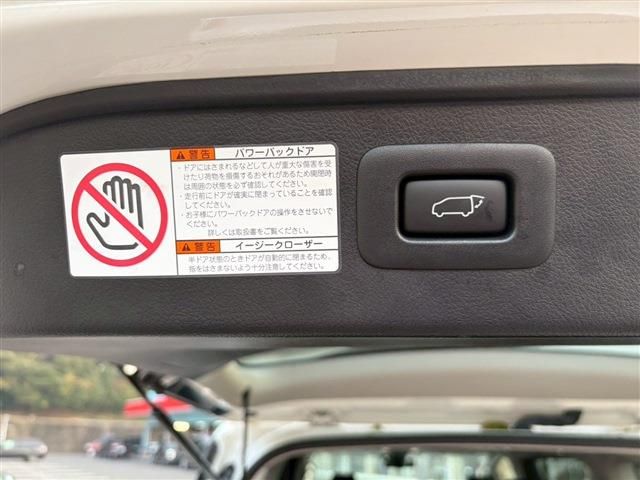 警告 パワーバックドア
・ドアにはさまれるなどして人が重大な傷害を受
けたり荷物を損傷するおそれがあるため開閉時
は周囲の状態を必ず確認してください。
・走行前にドアが確実に閉まっていることを確認
してください。
・お子様にパワーバックドアの操作をさせないで
ください。
詳しくは取扱書をご覧ください。
警告 イージークローザー
半ドア状態のときドアが自動的に閉まるため、
指をはさまないよう十分注意してください。